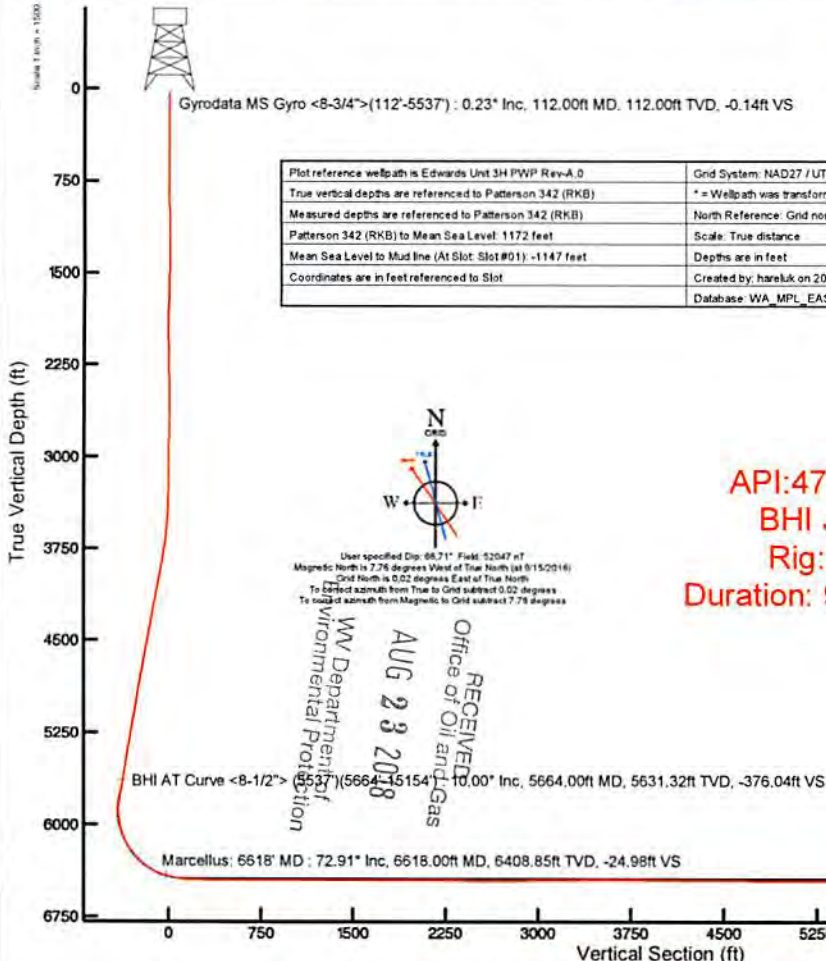 Scale 1 inch = 1500
0
Gyrodata MS Gyro <8-3/4">(112'-5537') : 0.23° Inc, 112.00ft MD, 112.00ft TVD, -0.14ft VS
Plot reference wellpath is Edwards Unit 3H PWP Rev-A.0
Grid System: NAD27 / UT
True vertical depths are referenced to Patterson 342 (RKB)
* = Wellpath was transfor
Measured depths are referenced to Patterson 342 (RKB)
North Reference: Grid nor
Patterson 342 (RKB) to Mean Sea Level: 1172 feet
Scale: True distance
Mean Sea Level to Mud line (At Slot: Slot #01): -1147 feet
Depths are in feet
Coordinates are in feet referenced to Slot
Created by: hareluk on 20
Database: WA_MPL_EAS
750
1500
2250
3000
3750
4500
5250
6000
6750
True Vertical Depth (ft)
N
GRID
TRUE
W
E
User specified Dip: 66.71° Field: 52047 nT
Magnetic North is 7.76 degrees West of True North (at 9/15/2016)
Grid North is 0.02 degrees East of True North
To correct azimuth from True to Grid subtract 0.02 degrees
To correct azimuth from Magnetic to Grid subtract 7.78 degrees
API:47
BHI
Rig:
Duration:
RECEIVED
Office of Oil and Gas
AUG 23 2018
WV Department of
Environmental Protection
BHI AT Curve <8-1/2"> (5537')(5664'-15154') : 10.00° Inc, 5664.00ft MD, 5631.32ft TVD, -376.04ft VS
Marcellus: 6618' MD : 72.91° Inc, 6618.00ft MD, 6408.85ft TVD, -24.98ft VS
0 750 1500 2250 3000 3750 4500 525
Vertical Section (ft)